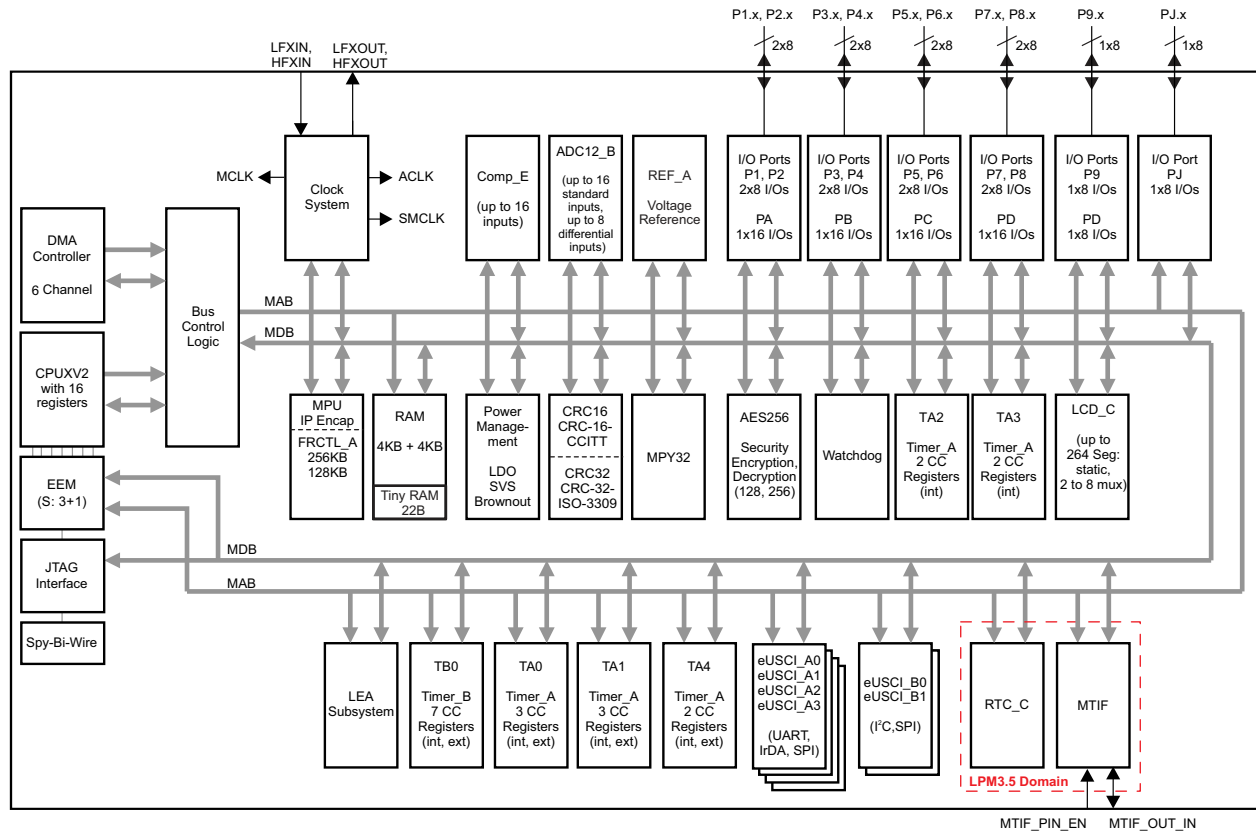 P1.x, P2.x
P3.x, P4.x
P5.x, P6.x
P7.x, P8.x
P9.x
PJ.x
2x8
2x8
2x8
2x8
1x8
1x8
LFXIN,
HFXIN
LFXOUT,
HFXOUT
MCLK
Clock
System
ACLK
SMCLK
Comp_E
(up to 16
inputs)
ADC12_B
(up to 16
standard
inputs,
up to 8
differential
inputs)
REF_A
Voltage
Reference
I/O Ports
P1, P2
2x8 I/Os
PA
1x16 I/Os
I/O Ports
P3, P4
2x8 I/Os
PB
1x16 I/Os
I/O Ports
P5, P6
2x8 I/Os
PC
1x16 I/Os
I/O Ports
P7, P8
2x8 I/Os
PD
1x16 I/Os
I/O Ports
P9
1x8 I/Os
PD
1x8 I/Os
I/O Port
PJ
1x8 I/Os
DMA
Controller
6 Channel
Bus
Control
Logic
MAB
MDB
CPUXV2
with 16
registers
MPU
IP Encap
FRCTL_A
256KB
128KB
RAM
4KB + 4KB
Tiny RAM
22B
Power
Manage-
ment
LDO
SVS
Brownout
CRC16
CRC-16-
CCITT
CRC32
CRC-32-
ISO-3309
MPY32
AES256
Security
Encryption,
Decryption
(128, 256)
Watchdog
TA2
Timer_A
2 CC
Registers
(int)
TA3
Timer_A
2 CC
Registers
(int)
LCD_C
(up to
264 Seg:
static,
2 to 8 mux)
EEM
(S: 3+1)
JTAG
Interface
Spy-Bi-Wire
MDB
MAB
LEA
Subsystem
TB0
Timer_B
7 CC
Registers
(int, ext)
TA0
Timer_A
3 CC
Registers
(int, ext)
TA1
Timer_A
3 CC
Registers
(int, ext)
TA4
Timer_A
2 CC
Registers
(int, ext)
eUSCI_A0
eUSCI_A1
eUSCI_A2
eUSCI_A3
(UART,
IrDA, SPI)
eUSCI_B0
eUSCI_B1
(I²C,SPI)
RTC_C
MTIF
LPM3.5 Domain
MTIF_PIN_EN
MTIF_OUT_IN